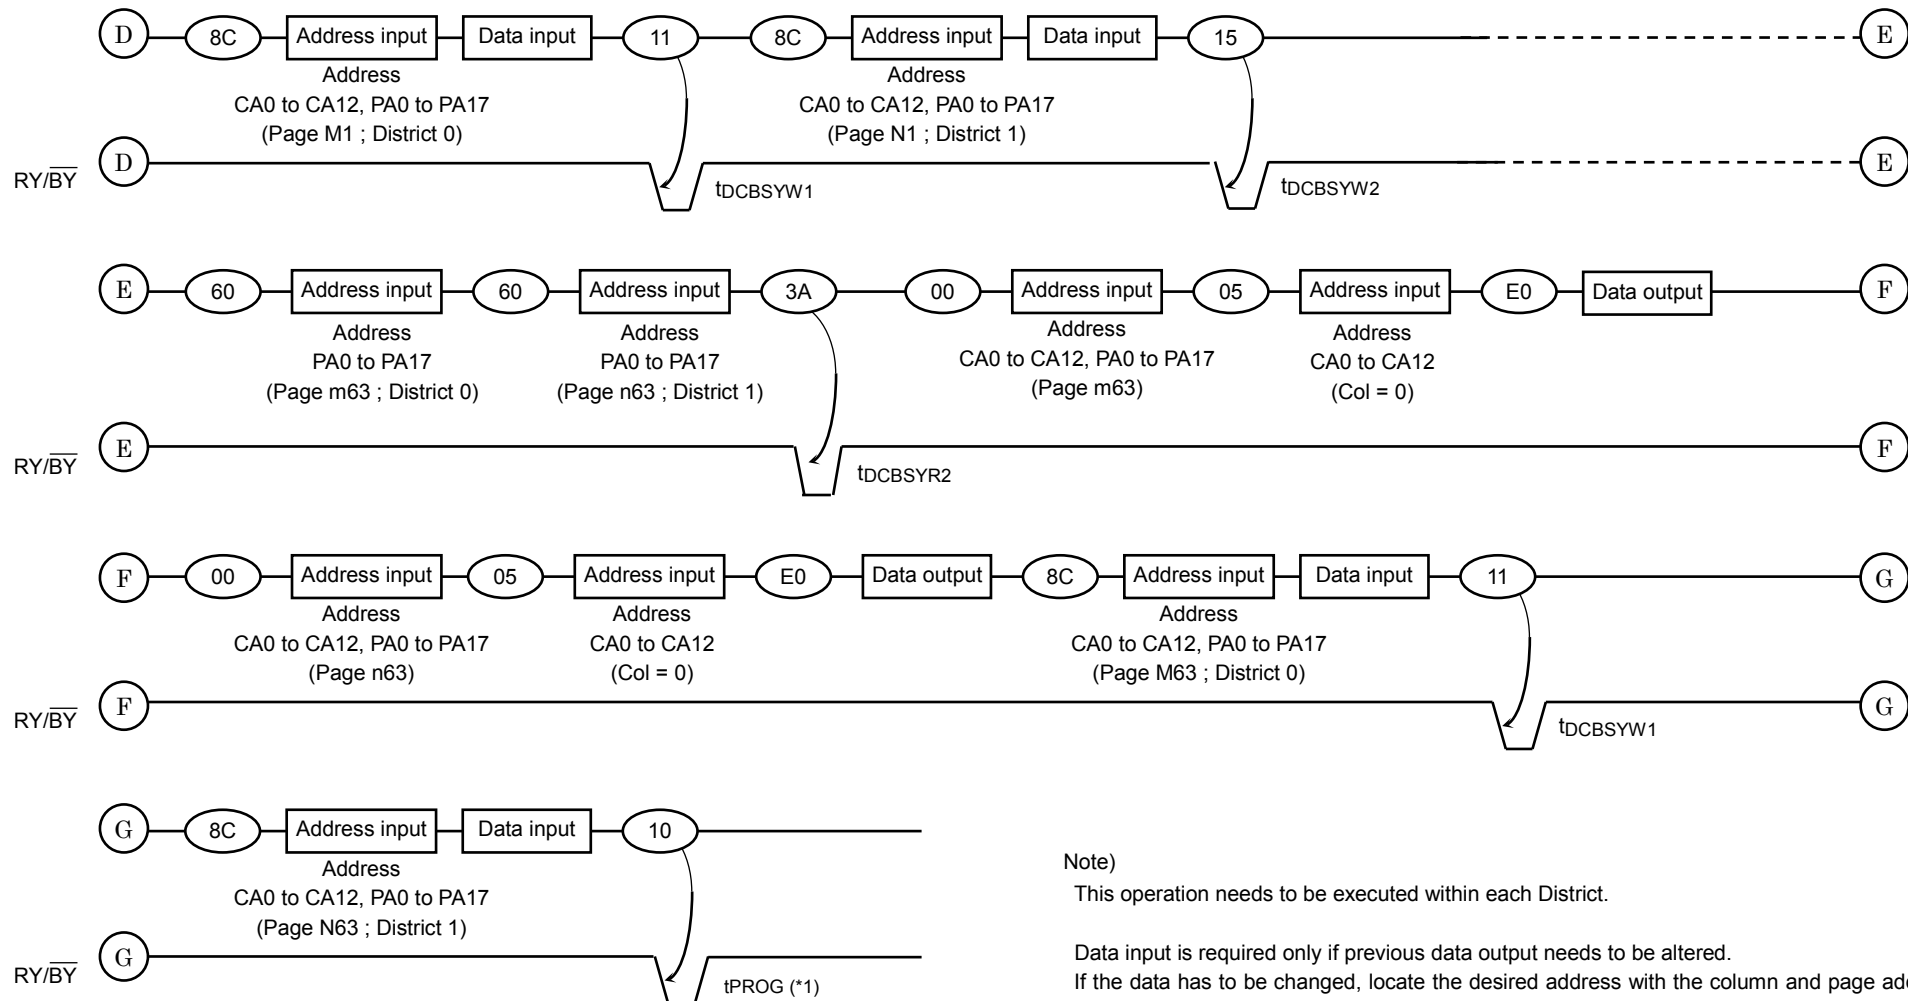 D 8C Address input Data input 11 8C Address input Data input 15 E
Address
CA0 to CA12, PA0 to PA17
(Page M1 ; District 0)
Address
CA0 to CA12, PA0 to PA17
(Page N1 ; District 1)
RY/BY D tDCBSYW1 tDCBSYW2 E
E 60 Address input 60 Address input 3A 00 Address input 05 Address input E0 Data output F
Address
PA0 to PA17
(Page m63 ; District 0)
Address
PA0 to PA17
(Page n63 ; District 1)
Address
CA0 to CA12, PA0 to PA17
(Page m63)
Address
CA0 to CA12
(Col = 0)
RY/BY E tDCBSYR2 F
F 00 Address input 05 Address input E0 Data output 8C Address input Data input 11 G
Address
CA0 to CA12, PA0 to PA17
(Page n63)
Address
CA0 to CA12
(Col = 0)
Address
CA0 to CA12, PA0 to PA17
(Page M63 ; District 0)
RY/BY F tDCBSYW1 G
G 8C Address input Data input 10
Address
CA0 to CA12, PA0 to PA17
(Page N63 ; District 1)
RY/BY G tPROG (*1)
Note)
This operation needs to be executed within each District.
Data input is required only if previous data output needs to be altered.
If the data has to be changed, locate the desired address with the column and page